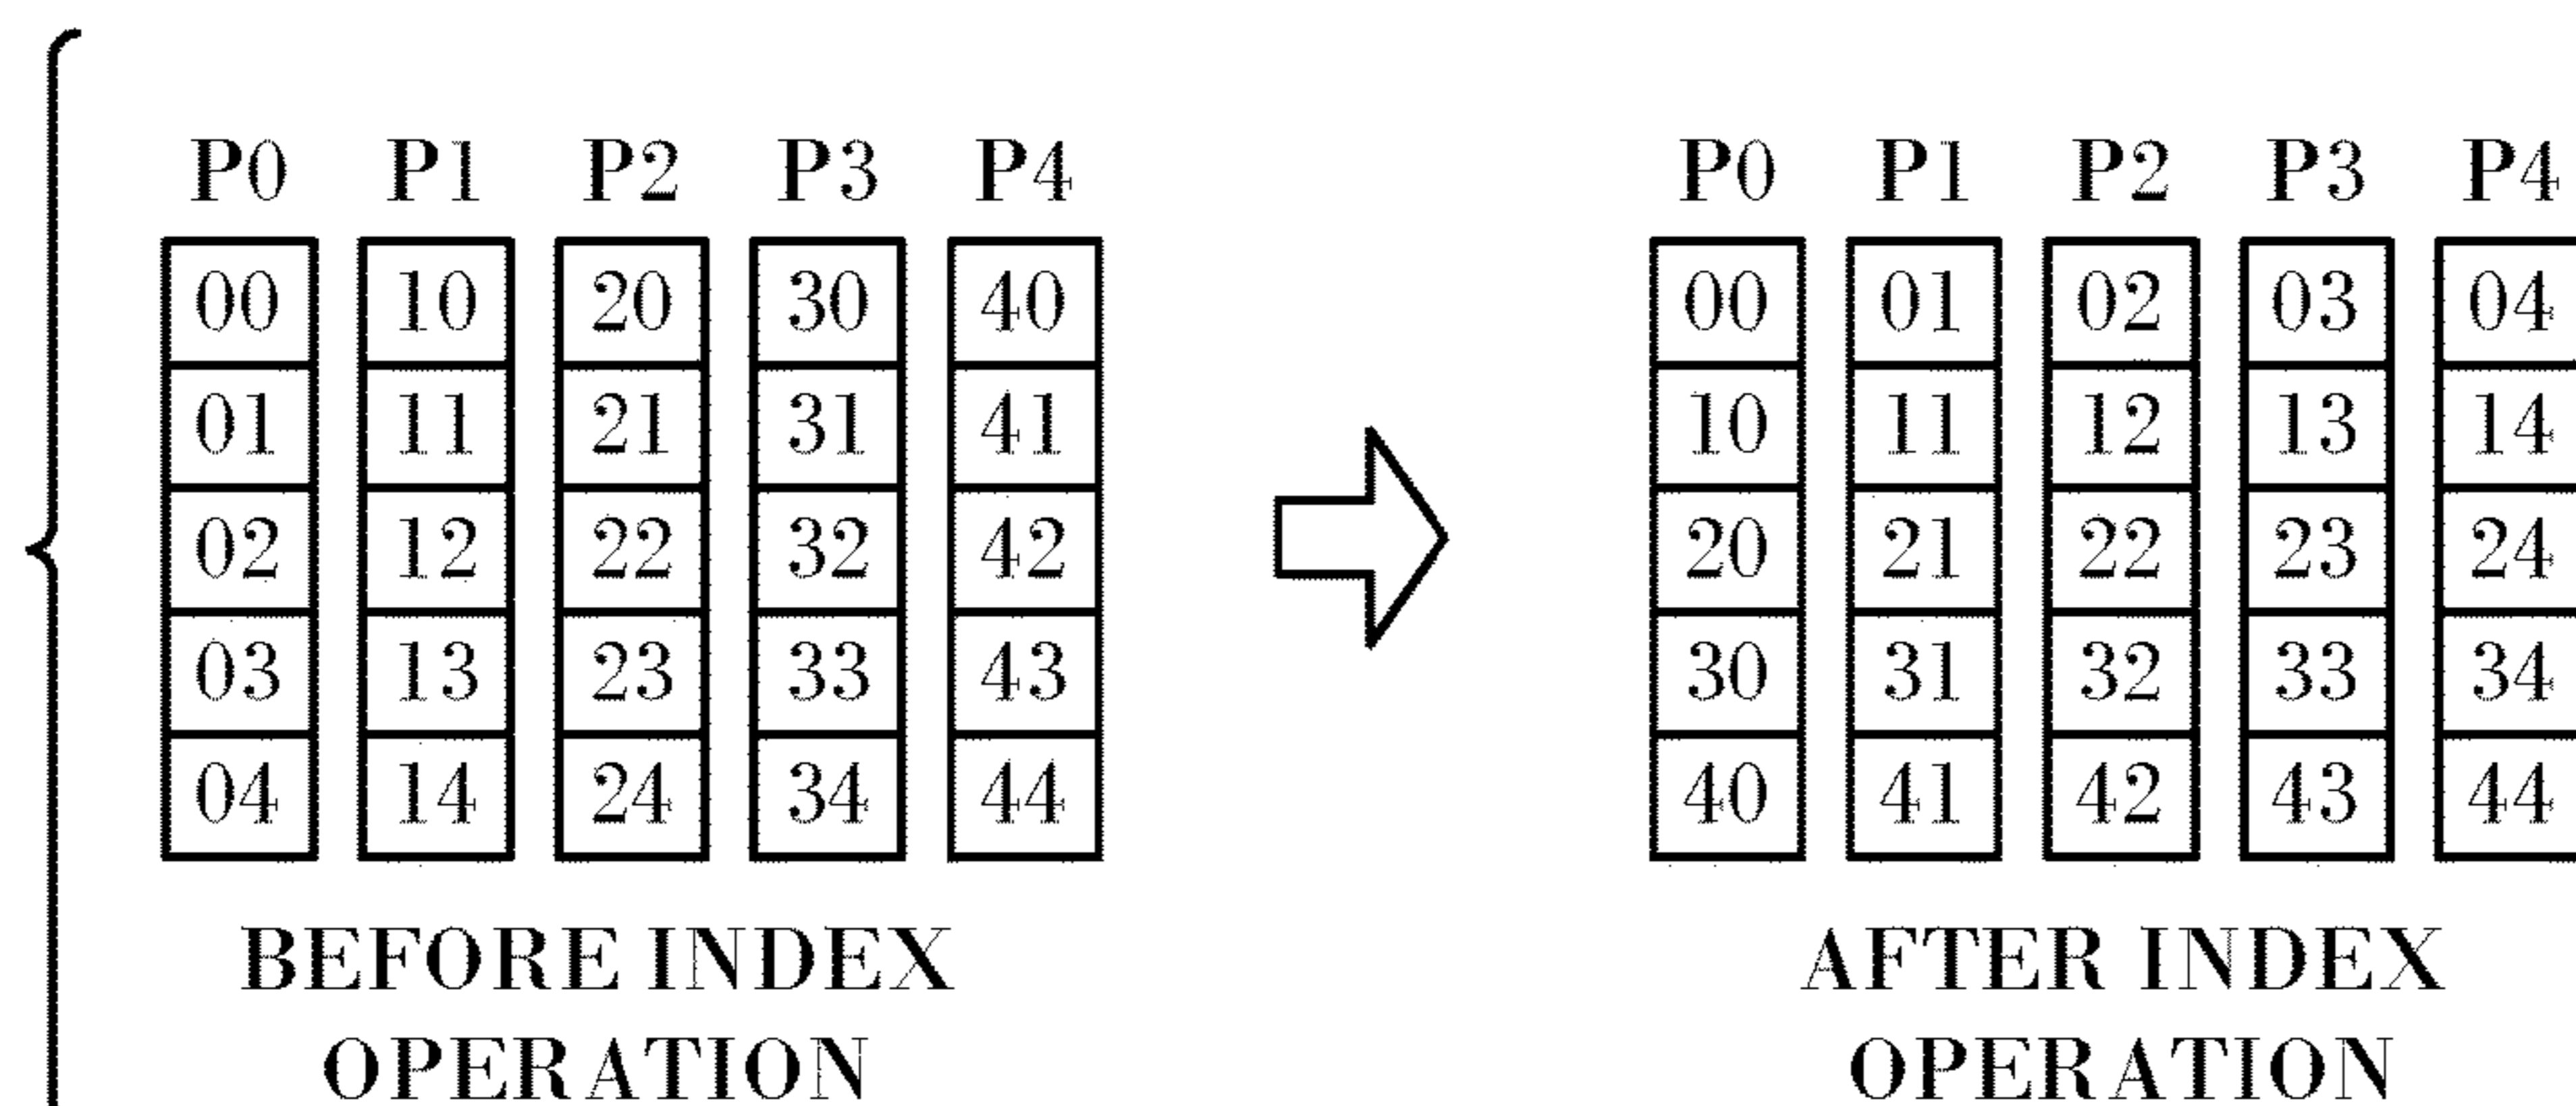 P0 P1 P2 P3 P4 P0 P1 P2 P3 P4
00 10 20 30 40 00 01 02 03 04
01 11 21 31 41 10 11 12 13 14
02 12 22 32 42 20 21 22 23 24
03 13 23 33 43 30 31 32 33 34
04 14 24 34 44 40 41 42 43 44
BEFORE INDEX AFTER INDEX
OPERATION OPERATION